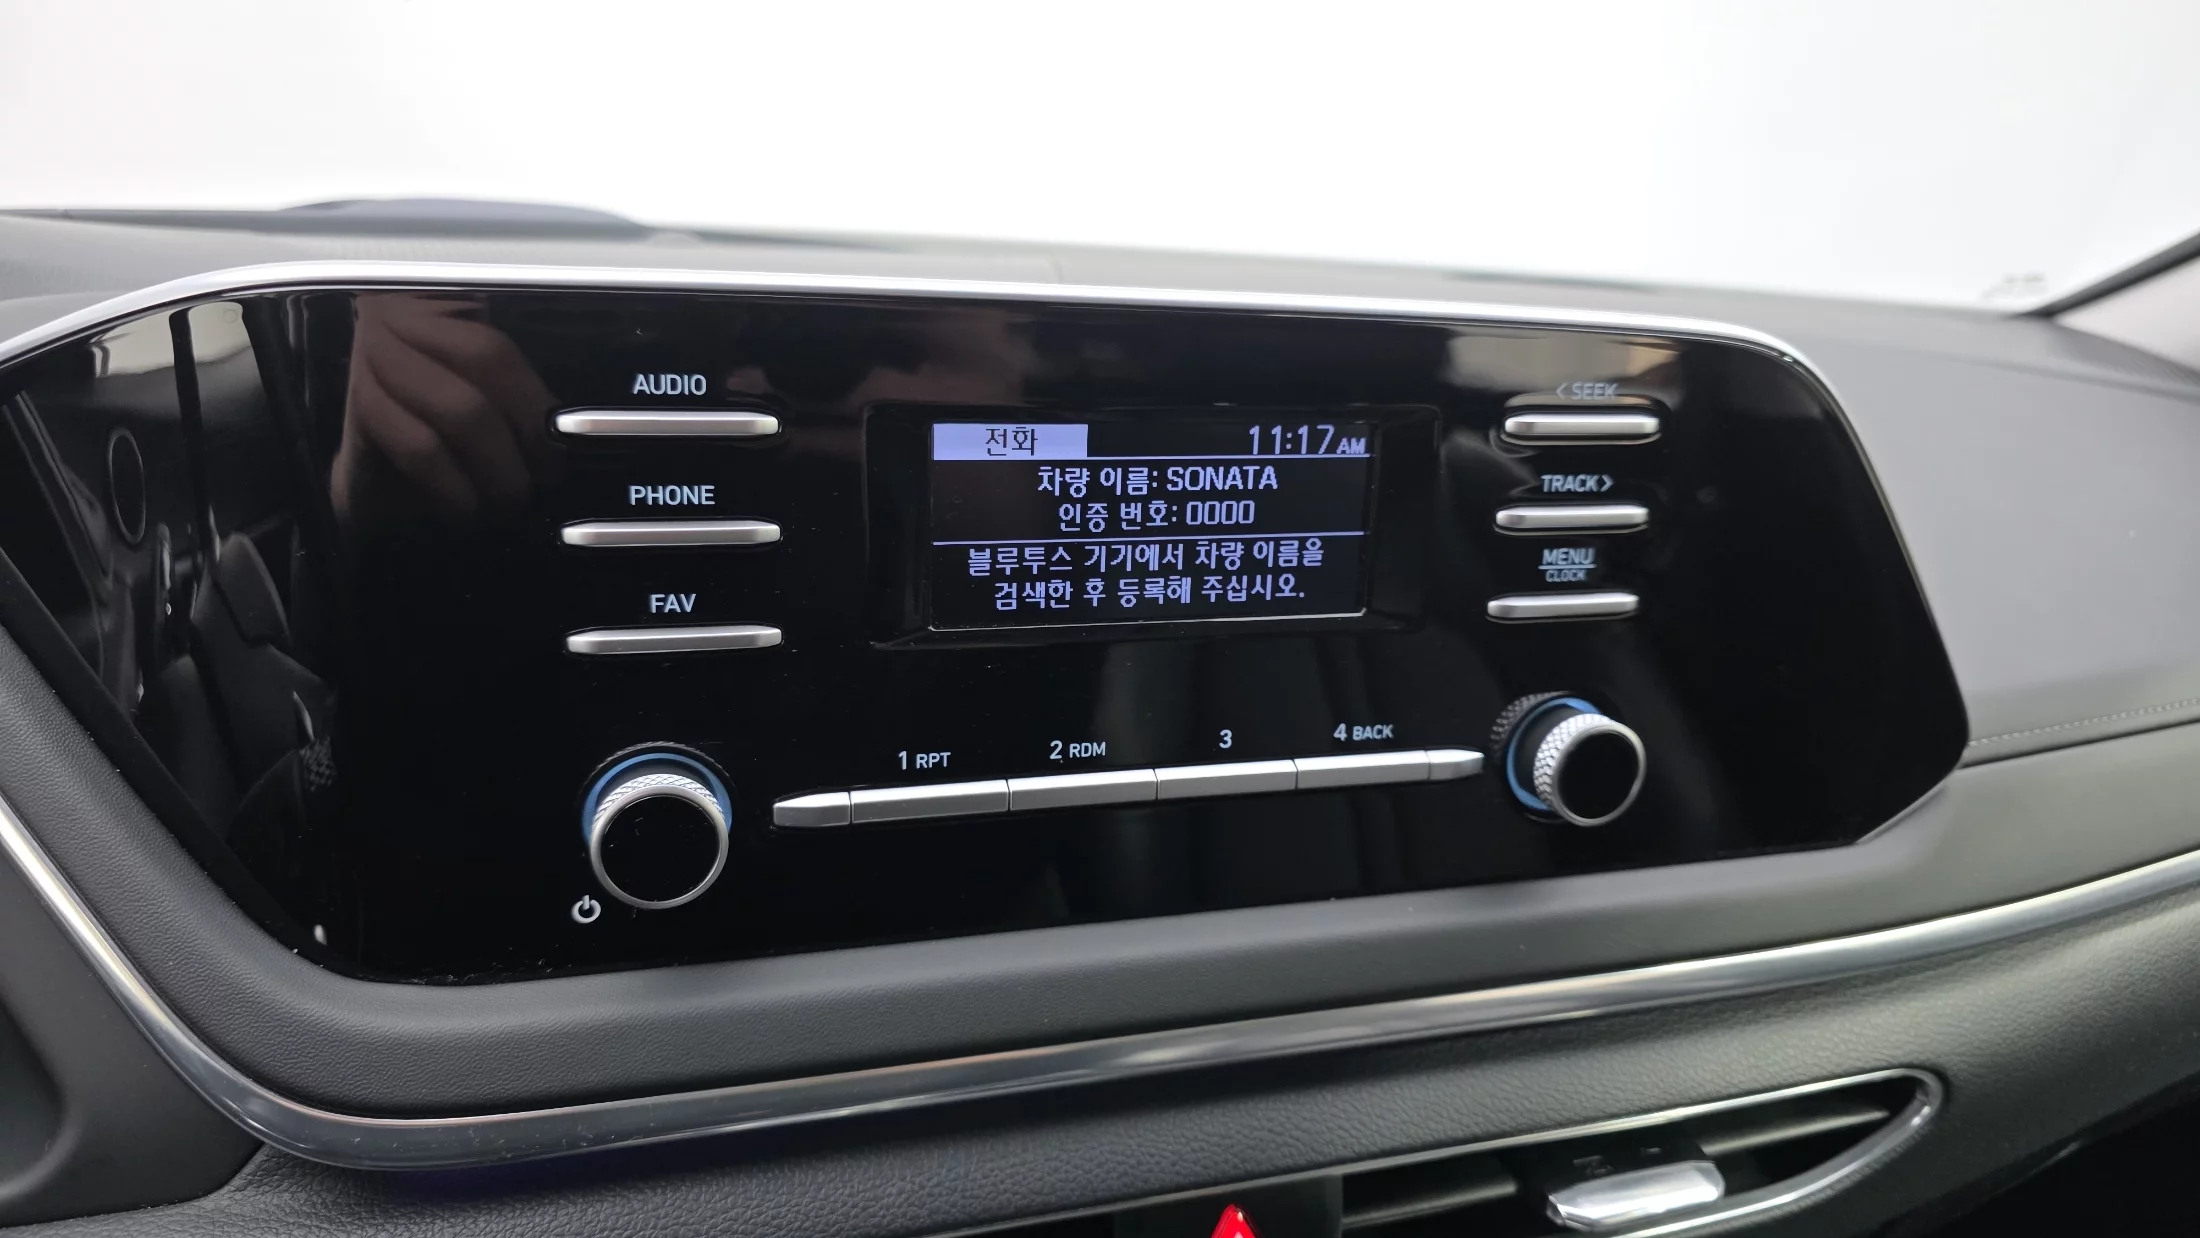 AUDIO
PHONE
FAV
전화 11:17 AM
차량 이름: SONATA
인증 번호: 0000
블루투스 기기에서 차량 이름을
검색한 후 등록해 주십시오.
< SEEK
TRACK >
MENU
CLOCK
1 RPT
2 RDM
3
4 BACK